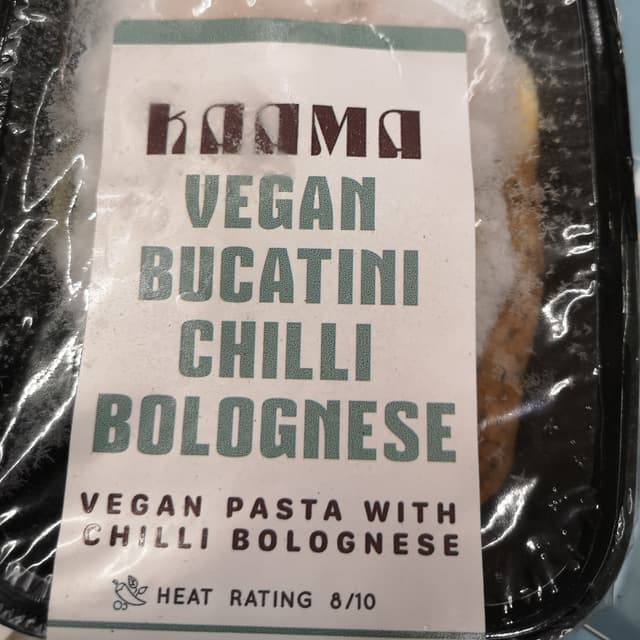 KAAMA
VEGAN
BUCATINI
CHILLI
BOLOGNESE
VEGAN PASTA WITH
CHILLI BOLOGNESE
HEAT RATING 8/10